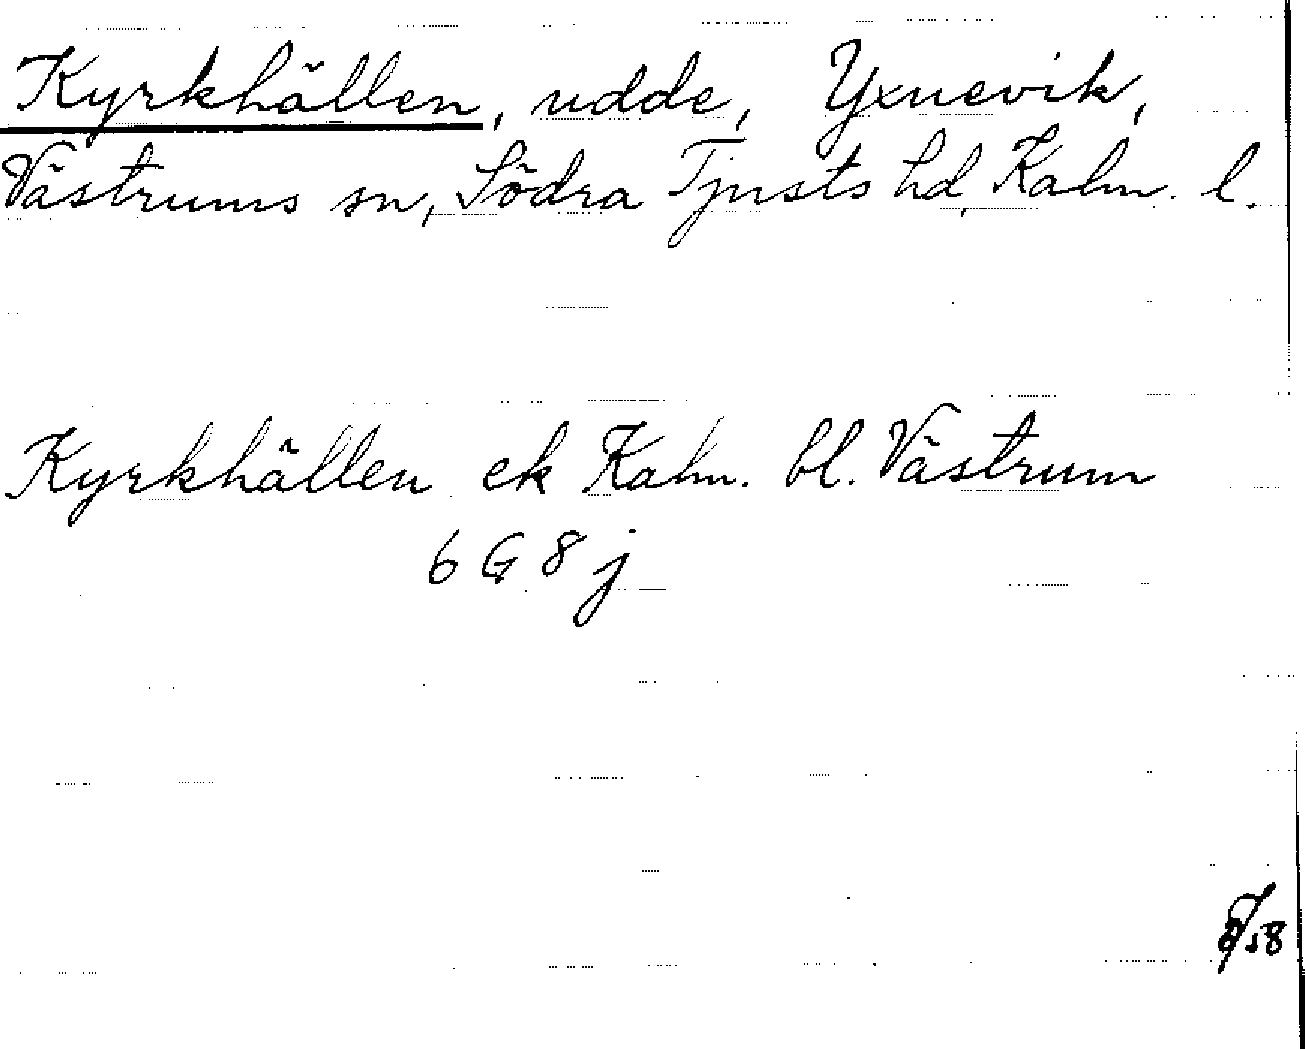 Kyrkhällen, udde, Yxnevik,
Västrums sn, Södra Tjusts hd, Kalm. l.
Kyrkhällen ek Kalm. bl. Västrum
6 G 8 j